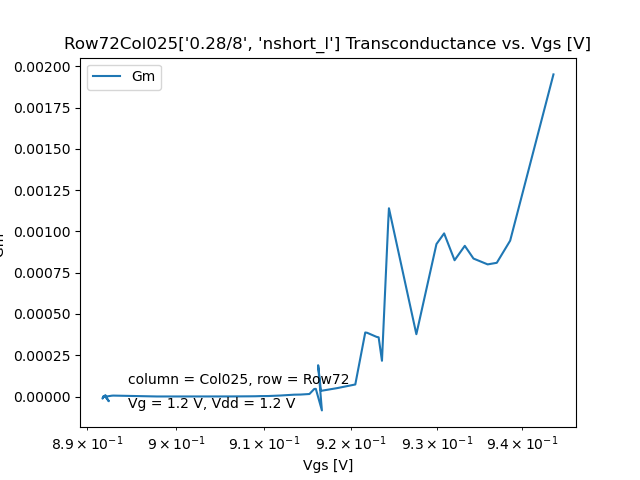 Row72Col025['0.28/8', 'nshort_l'] Transconductance vs. Vgs [V]
Gm
0.00200
0.00175
0.00150
0.00125
0.00100
0.00075
0.00050
0.00025
0.00000
column = Col025, row = Row72
Vg = 1.2 V, Vdd = 1.2 V
8.9 × 10⁻¹ 9 × 10⁻¹ 9.1 × 10⁻¹ 9.2 × 10⁻¹ 9.3 × 10⁻¹ 9.4 × 10⁻¹
Vgs [V]